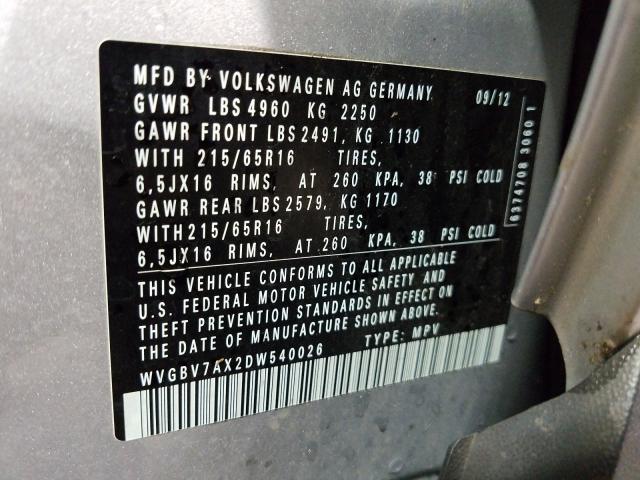 MFD BY VOLKSWAGEN AG GERMANY 09/12
GVWR LBS 4960 KG 2250
GAWR FRONT LBS 2491, KG 1130
WITH 215/65R16 TIRES,
6,5JX16 RIMS, AT 260 KPA, 38 PSI COLD
GAWR REAR LBS 2579, KG 1170
WITH 215/65R16 TIRES,
6,5JX16 RIMS, AT 260 KPA, 38 PSI COLD
THIS VEHICLE CONFORMS TO ALL APPLICABLE
U.S. FEDERAL MOTOR VEHICLE SAFETY AND
THEFT PREVENTION STANDARDS IN EFFECT ON
THE DATE OF MANUFACTURE SHOWN ABOVE.
WVGBV7AX2DW540026 TYPE: MPV
6374708 3060 1